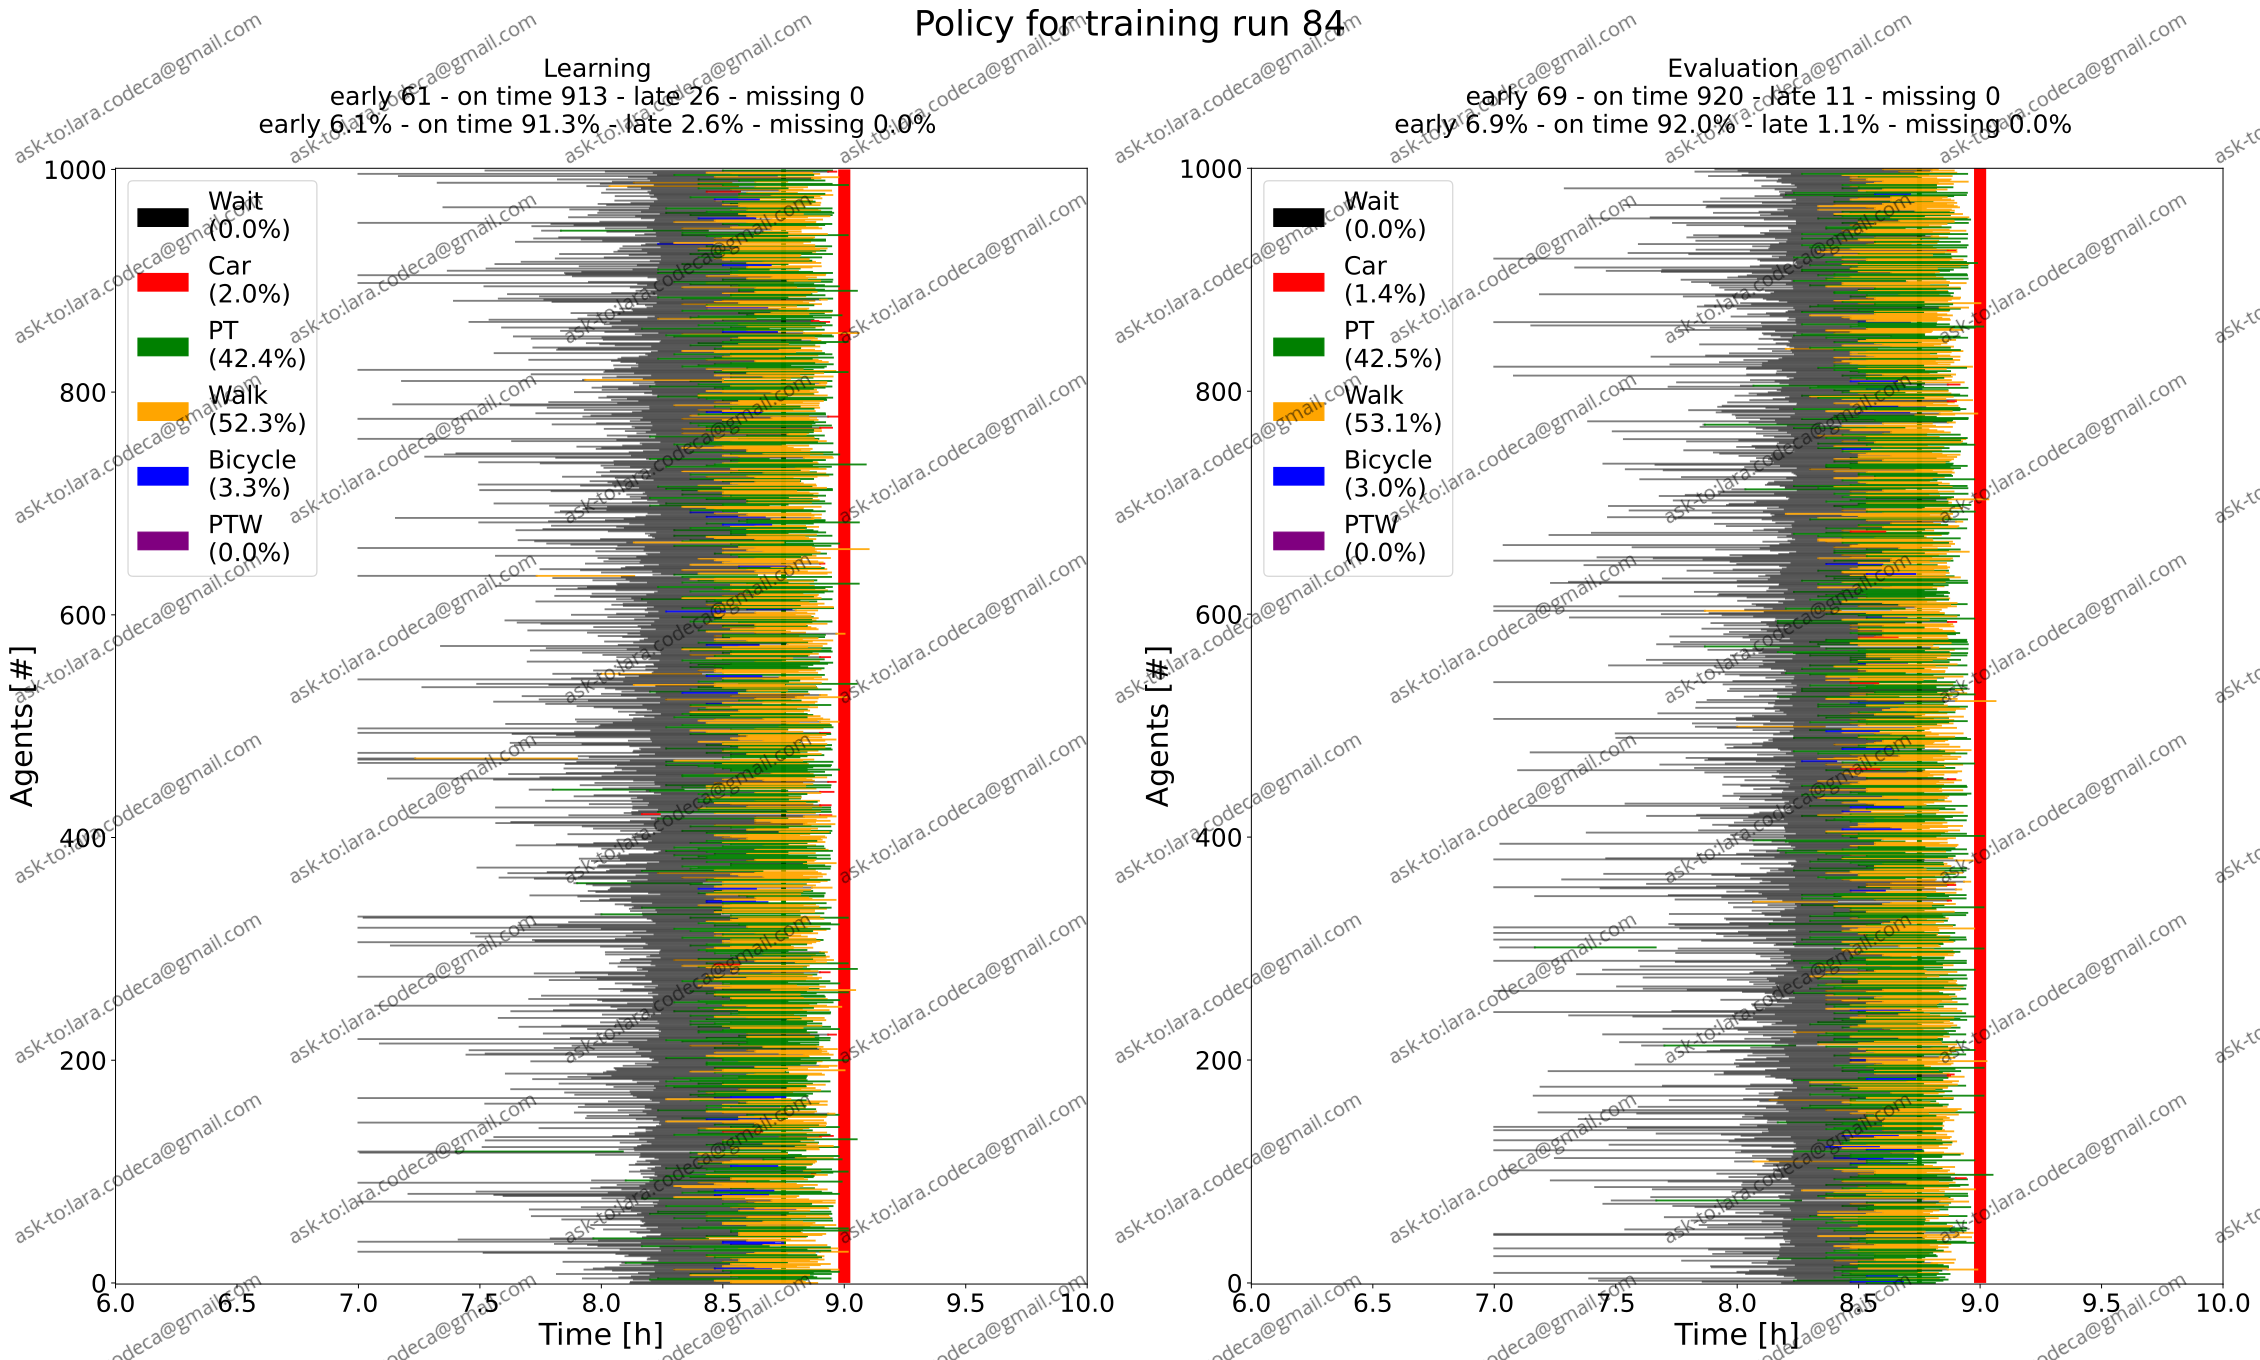 Policy for training run 84
Learning
early 61 - on time 913 - late 26 - missing 0
early 6.1% - on time 91.3% - late 2.6% - missing 0.0%
Agents [#]
1000
800
600
400
200
0
Wait
(0.0%)
Car
(2.0%)
PT
(42.4%)
Walk
(52.3%)
Bicycle
(3.3%)
PTW
(0.0%)
6.0 6.5 7.0 7.5 8.0 8.5 9.0 9.5 10.0
Time [h]
Evaluation
early 69 - on time 920 - late 11 - missing 0
early 6.9% - on time 92.0% - late 1.1% - missing 0.0%
Agents [#]
1000
800
600
400
200
0
Wait
(0.0%)
Car
(1.4%)
PT
(42.5%)
Walk
(53.1%)
Bicycle
(3.0%)
PTW
(0.0%)
6.0 6.5 7.0 7.5 8.0 8.5 9.0 9.5 10.0
Time [h]
ask-to:lara.codeca@gmail.com